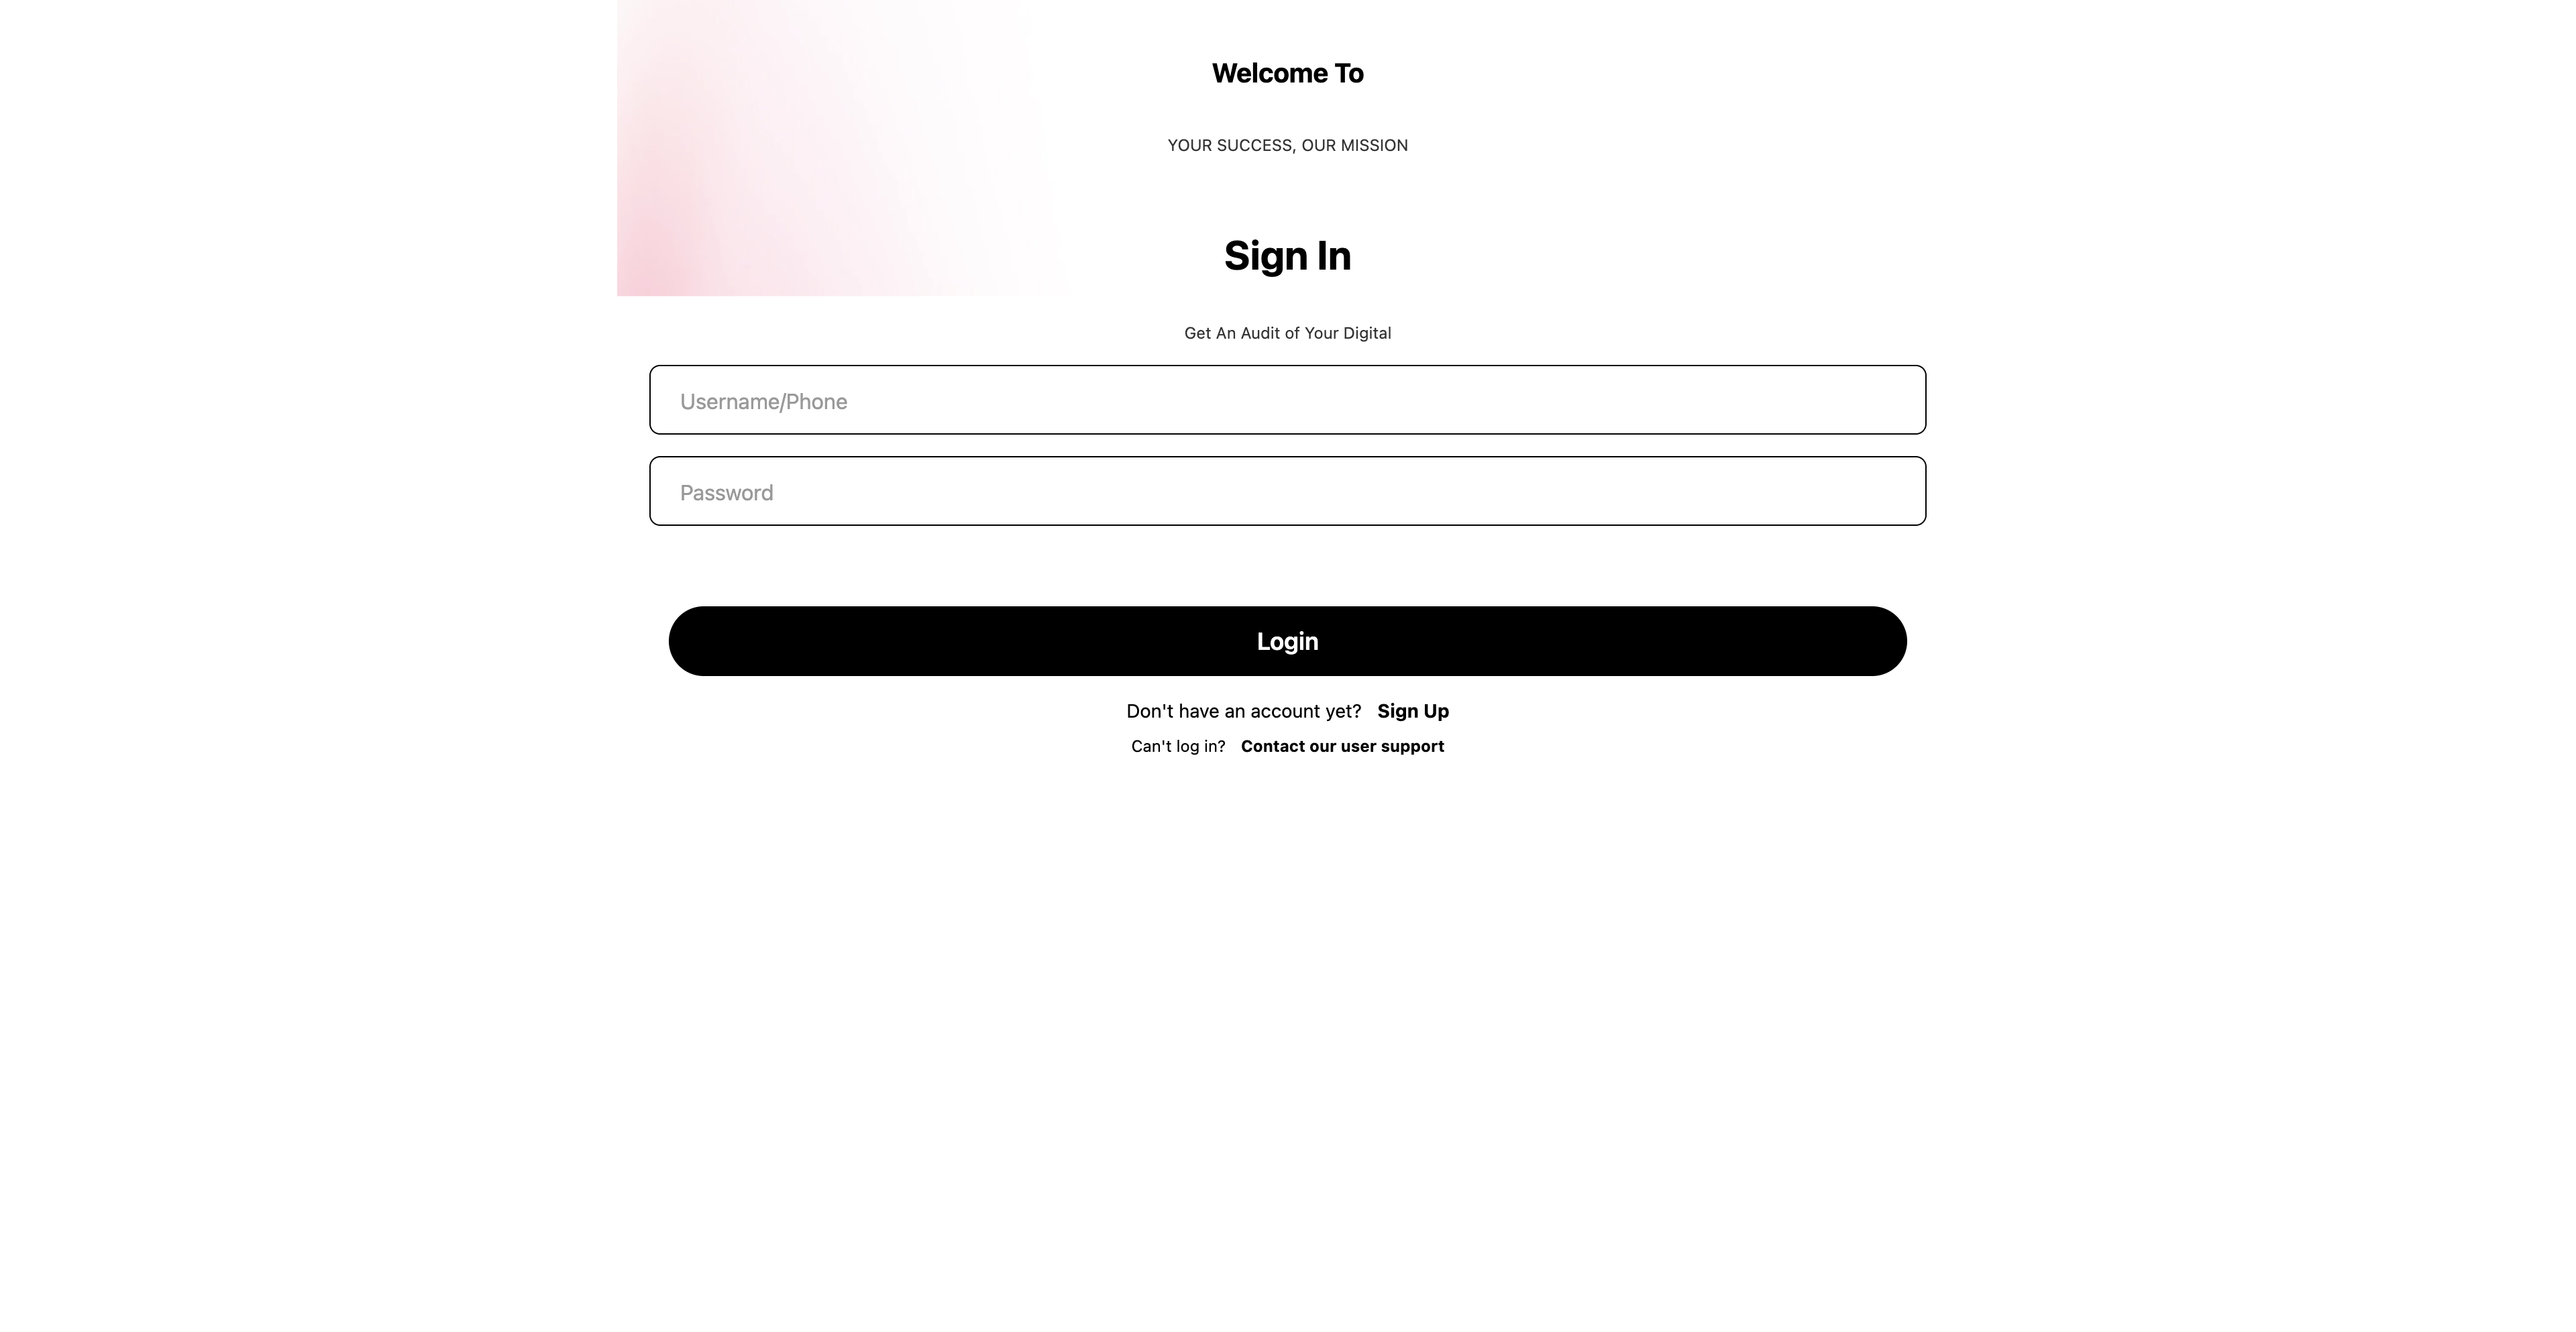 Welcome To
YOUR SUCCESS, OUR MISSION
Sign In
Get An Audit of Your Digital
Username/Phone
Password
Login
Don't have an account yet? Sign Up
Can't log in? Contact our user support